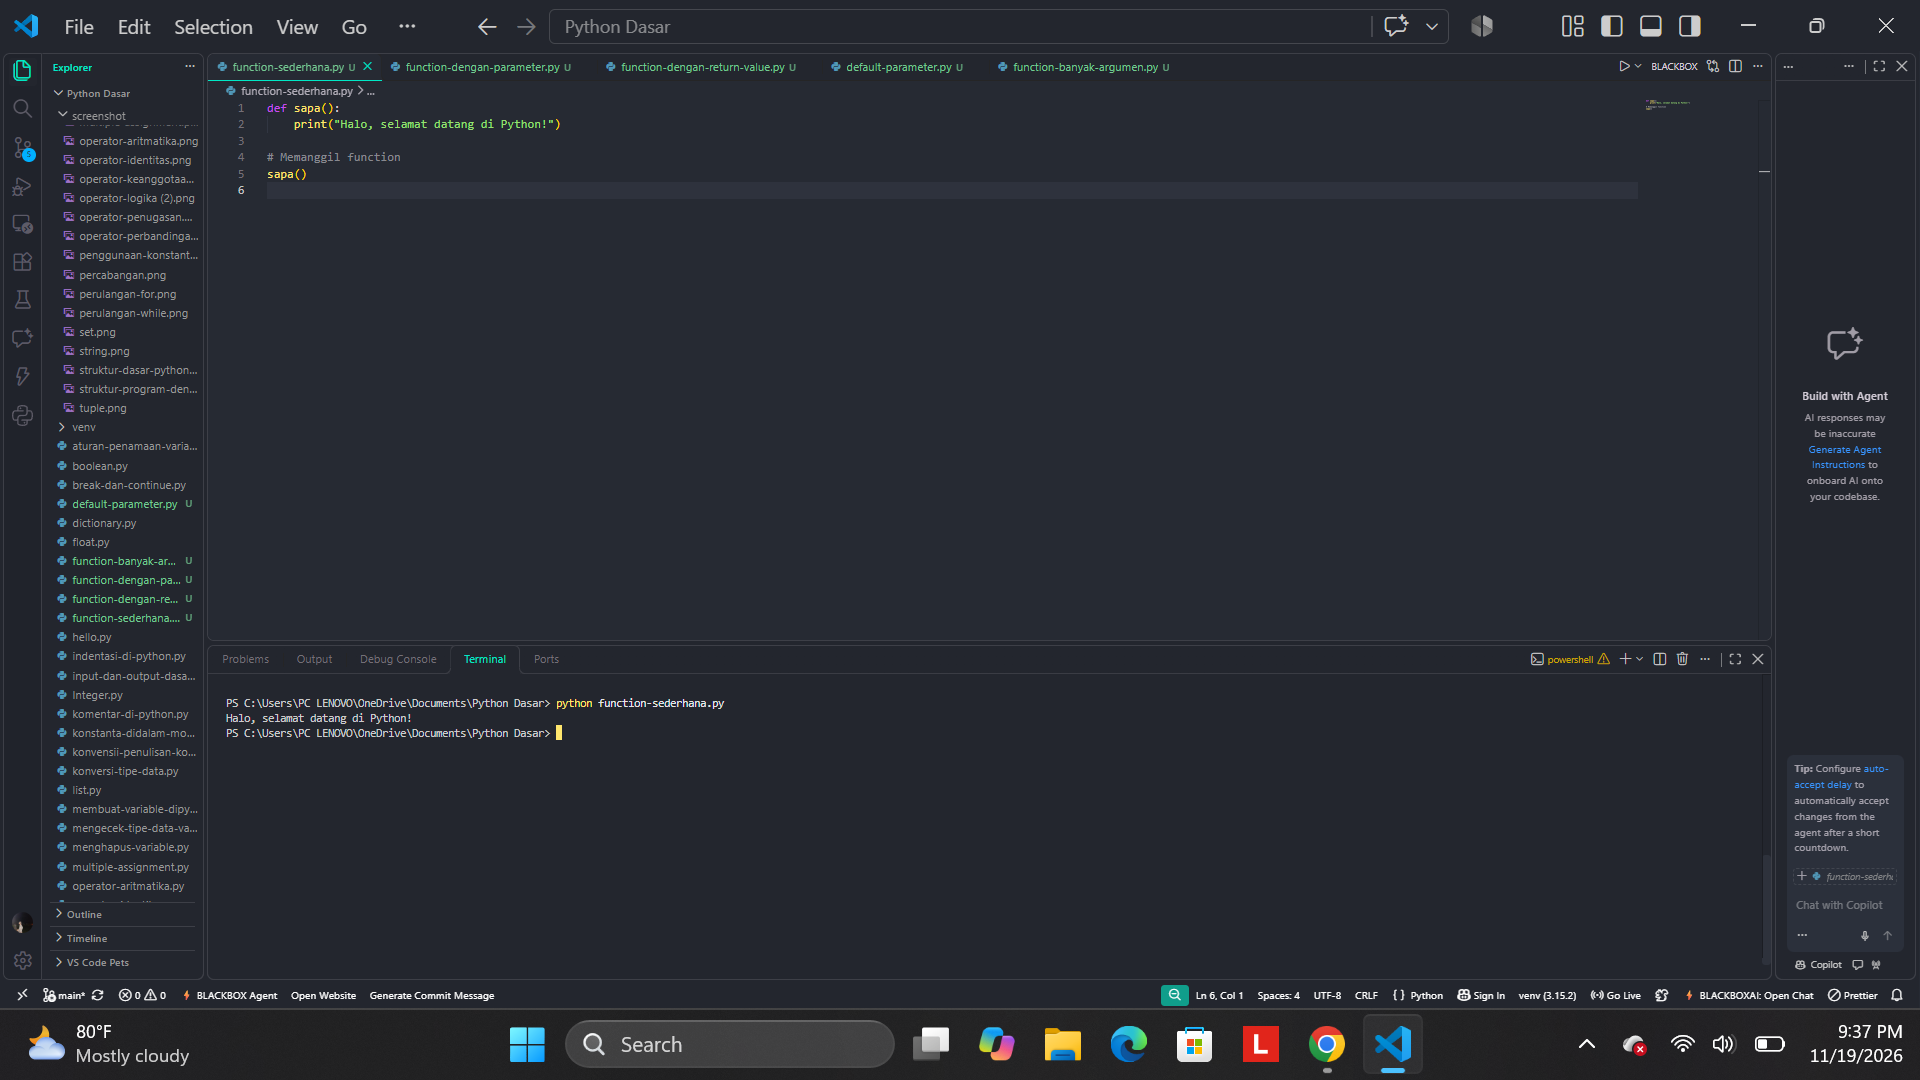 File Edit Selection View Go ···
Python Dasar
Explorer ···
Python Dasar
screenshot
operator-aritmatika.png
operator-identitas.png
operator-keanggotaa...
operator-logika (2).png
operator-penugasan....
operator-perbandinga...
penggunaan-konstant...
percabangan.png
perulangan-for.png
perulangan-while.png
set.png
string.png
struktur-dasar-python...
struktur-program-den...
tuple.png
venv
aturan-penamaan-varia...
boolean.py
break-dan-continue.py
default-parameter.py U
dictionary.py
float.py
function-banyak-ar... U
function-dengan-pa... U
function-dengan-re... U
function-sederhana.... U
hello.py
indentasi-di-python.py
input-dan-output-dasa...
Integer.py
komentar-di-python.py
konstanta-didalam-mo...
konvensii-penulisan-ko...
konversi-tipe-data.py
list.py
membuat-variable-dipy...
mengecek-tipe-data-va...
menghapus-variable.py
multiple-assignment.py
operator-aritmatika.py
Outline
Timeline
VS Code Pets
function-sederhana.py U function-dengan-parameter.py U function-dengan-return-value.py U default-parameter.py U function-banyak-argumen.py U
BLACKBOX ···
function-sederhana.py > ...
1 def sapa():
2 print("Halo, selamat datang di Python!")
3
4 # Memanggil function
5 sapa()
6
Problems Output Debug Console Terminal Ports
powershell
PS C:\Users\PC LENOVO\OneDrive\Documents\Python Dasar> python function-sederhana.py
Halo, selamat datang di Python!
PS C:\Users\PC LENOVO\OneDrive\Documents\Python Dasar>
Build with Agent
AI responses may
be inaccurate
Generate Agent
Instructions to
onboard AI onto
your codebase.
Tip: Configure auto-
accept delay to
automatically accept
changes from the
agent after a short
countdown.
function-sederha
Chat with Copilot
Copilot
main* 0 0 BLACKBOX Agent Open Website Generate Commit Message
Ln 6, Col 1 Spaces: 4 UTF-8 CRLF { } Python Sign In venv (3.15.2) Go Live BLACKBOXAI: Open Chat Prettier
80°F
Mostly cloudy
Search
L
9:37 PM
11/19/2026